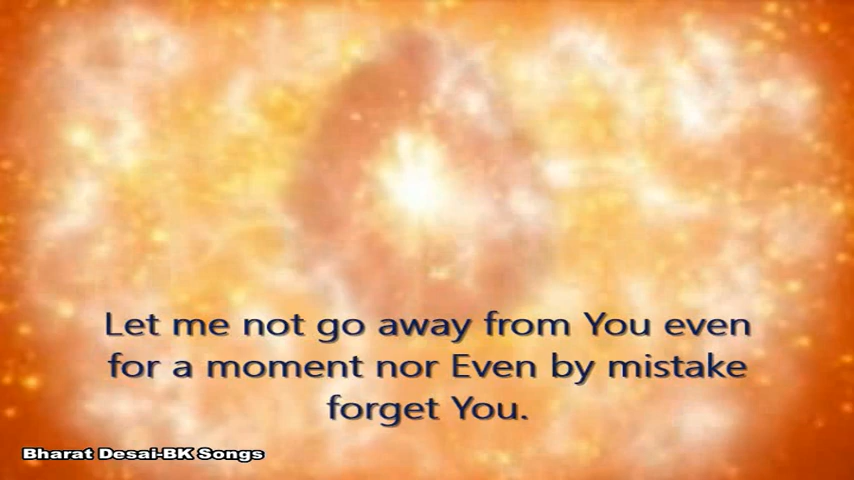 Let me not go away from You even
for a moment nor Even by mistake
forget You.
Bharat Desai-BK Songs